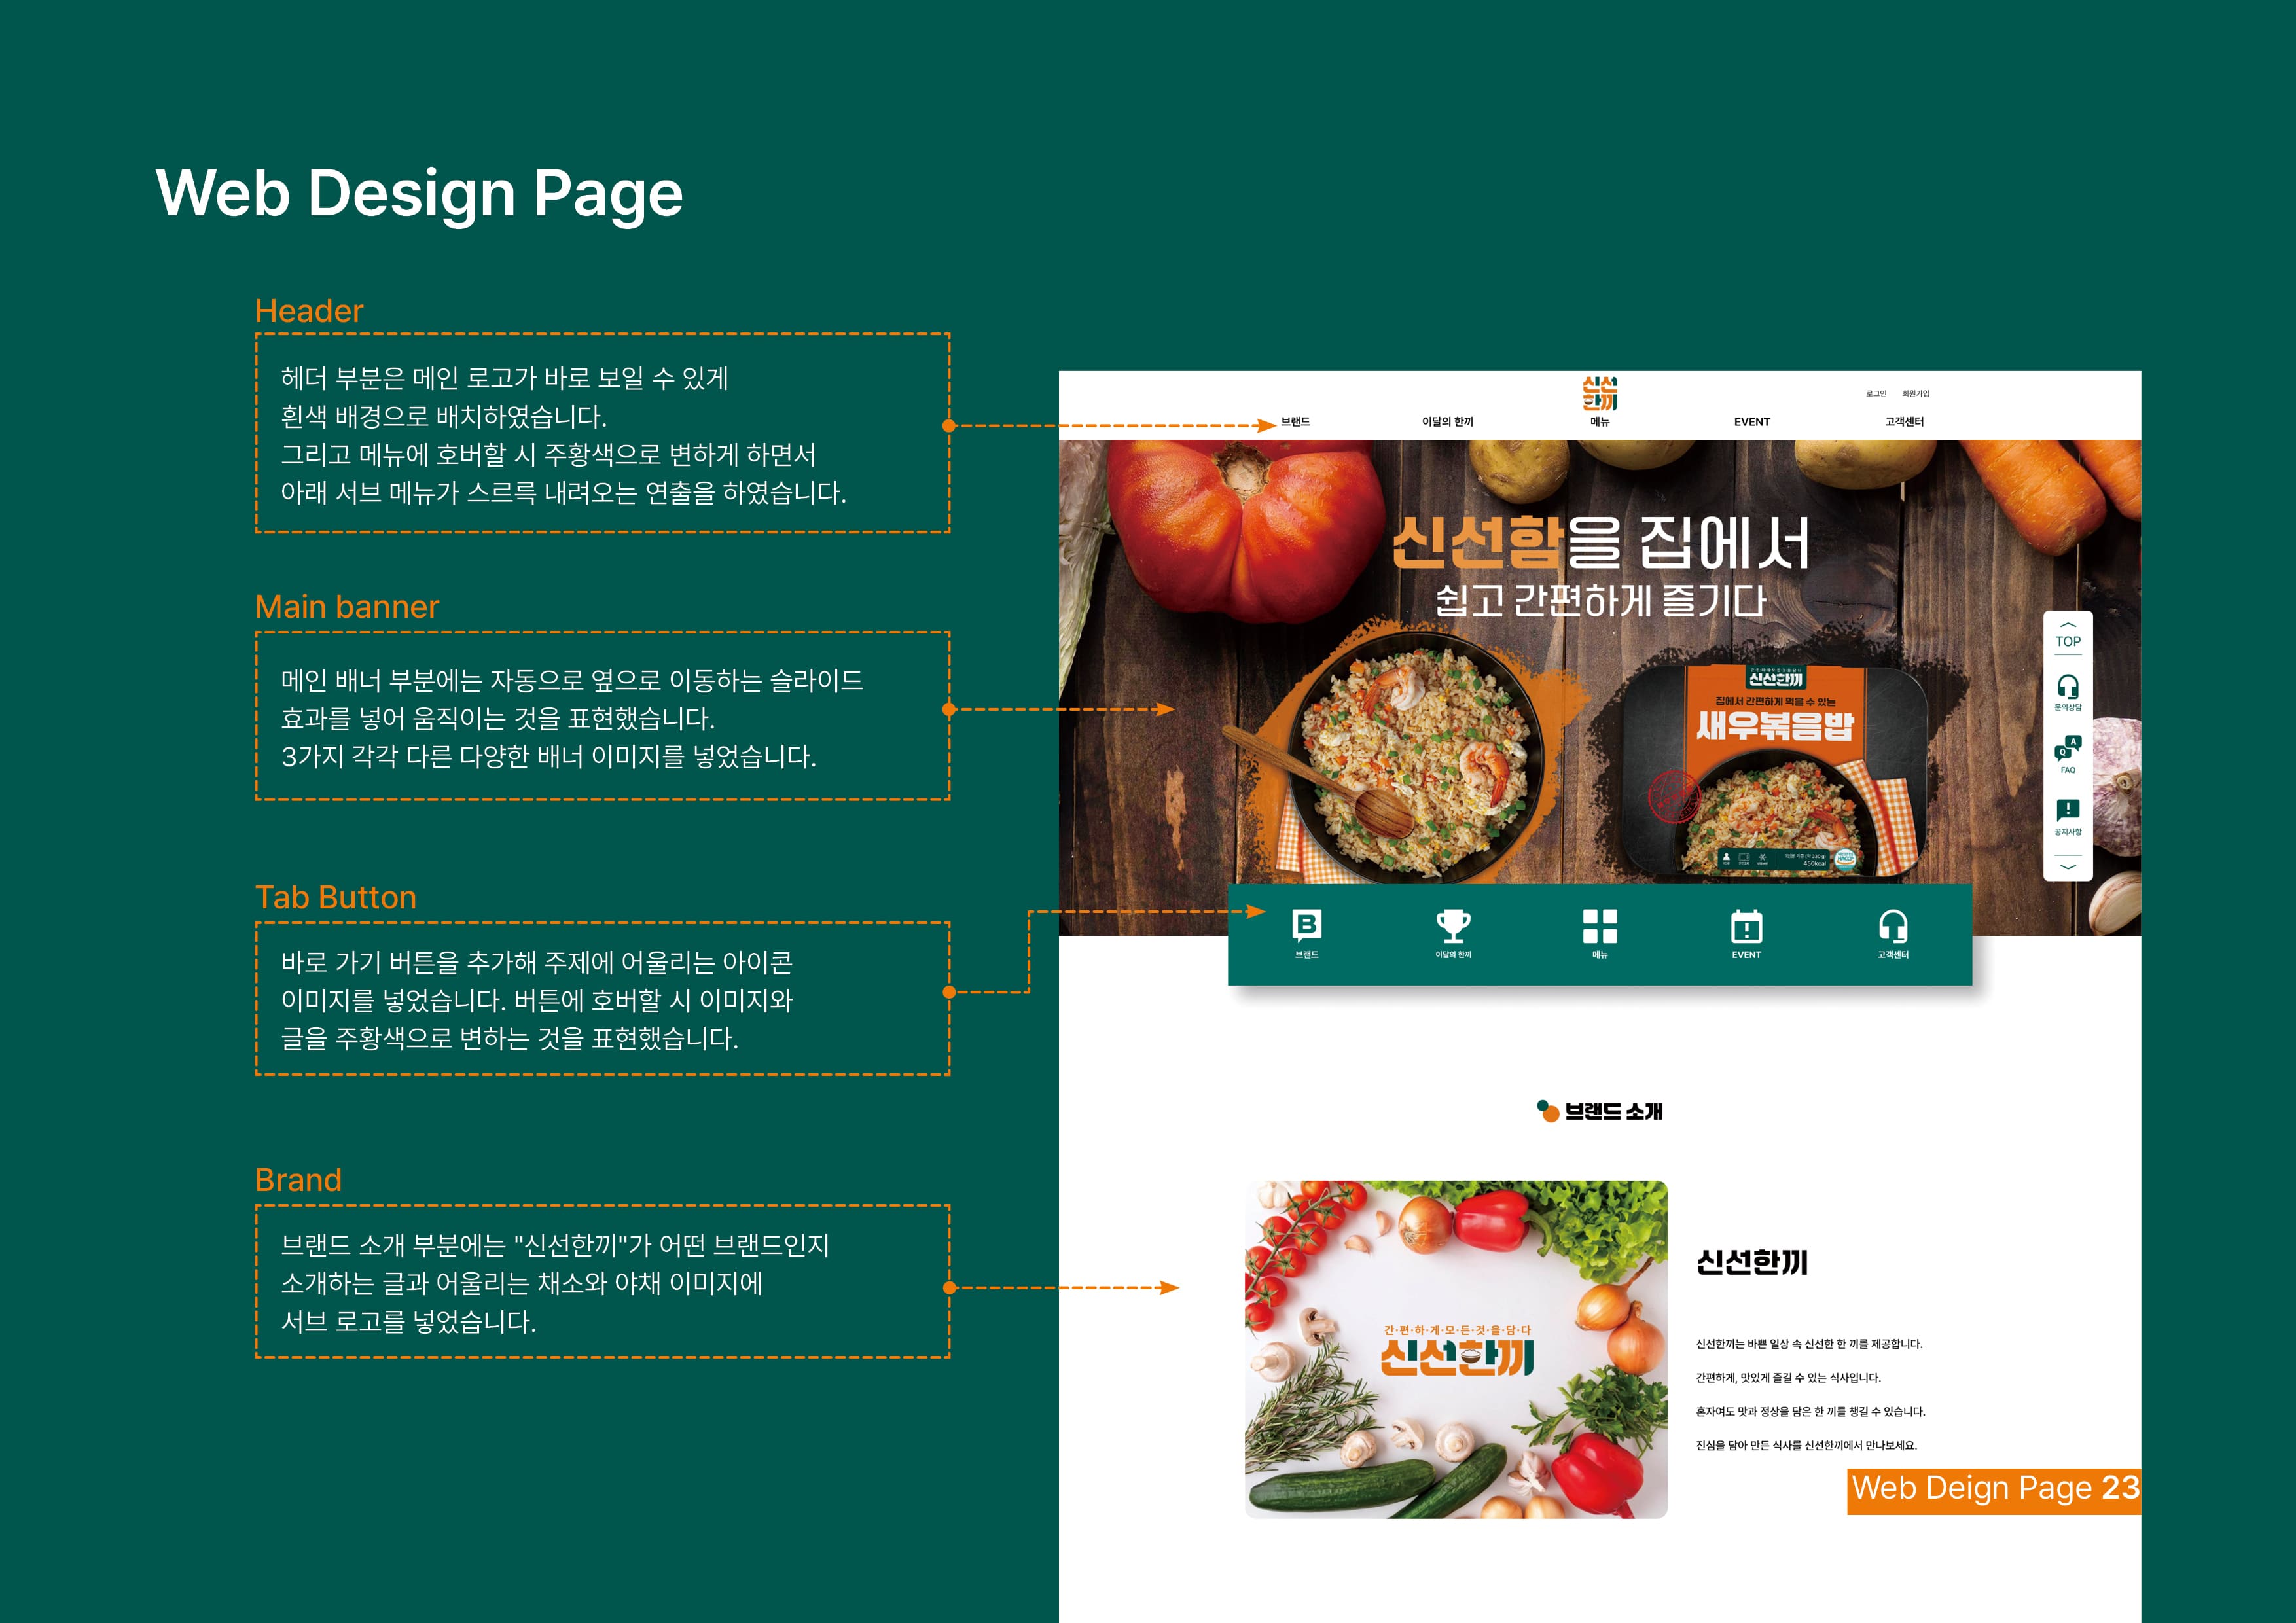 Web Design Page
Header
헤더 부분은 메인 로고가 바로 보일 수 있게
흰색 배경으로 배치하였습니다.
그리고 메뉴에 호버할 시 주황색으로 변하게 하면서
아래 서브 메뉴가 스르륵 내려오는 연출을 하였습니다.
Main banner
메인 배너 부분에는 자동으로 옆으로 이동하는 슬라이드
효과를 넣어 움직이는 것을 표현했습니다.
3가지 각각 다른 다양한 배너 이미지를 넣었습니다.
Tab Button
바로 가기 버튼을 추가해 주제에 어울리는 아이콘
이미지를 넣었습니다. 버튼에 호버할 시 이미지와
글을 주황색으로 변하는 것을 표현했습니다.
Brand
브랜드 소개 부분에는 "신선한끼"가 어떤 브랜드인지
소개하는 글과 어울리는 채소와 야채 이미지에
서브 로고를 넣었습니다.
신선
한끼
로그인 회원가입
브랜드 이달의 한끼 메뉴 EVENT 고객센터
신선함을 집에서
쉽고 간편하게 즐기다
신선한끼
집에서 간편하게 먹을 수 있는
새우볶음밥
450kcal
HACCP
TOP
문의상담
Q A
FAQ
공지사항
B
브랜드 이달의 한끼 메뉴 EVENT 고객센터
브랜드 소개
간·편·하·게·모·든·것·을·담·다
신선한끼
신선한끼
신선한끼는 바쁜 일상 속 신선한 한 끼를 제공합니다.
간편하게, 맛있게 즐길 수 있는 식사입니다.
혼자여도 맛과 정상을 담은 한 끼를 챙길 수 있습니다.
진심을 담아 만든 식사를 신선한끼에서 만나보세요.
Web Deign Page 23